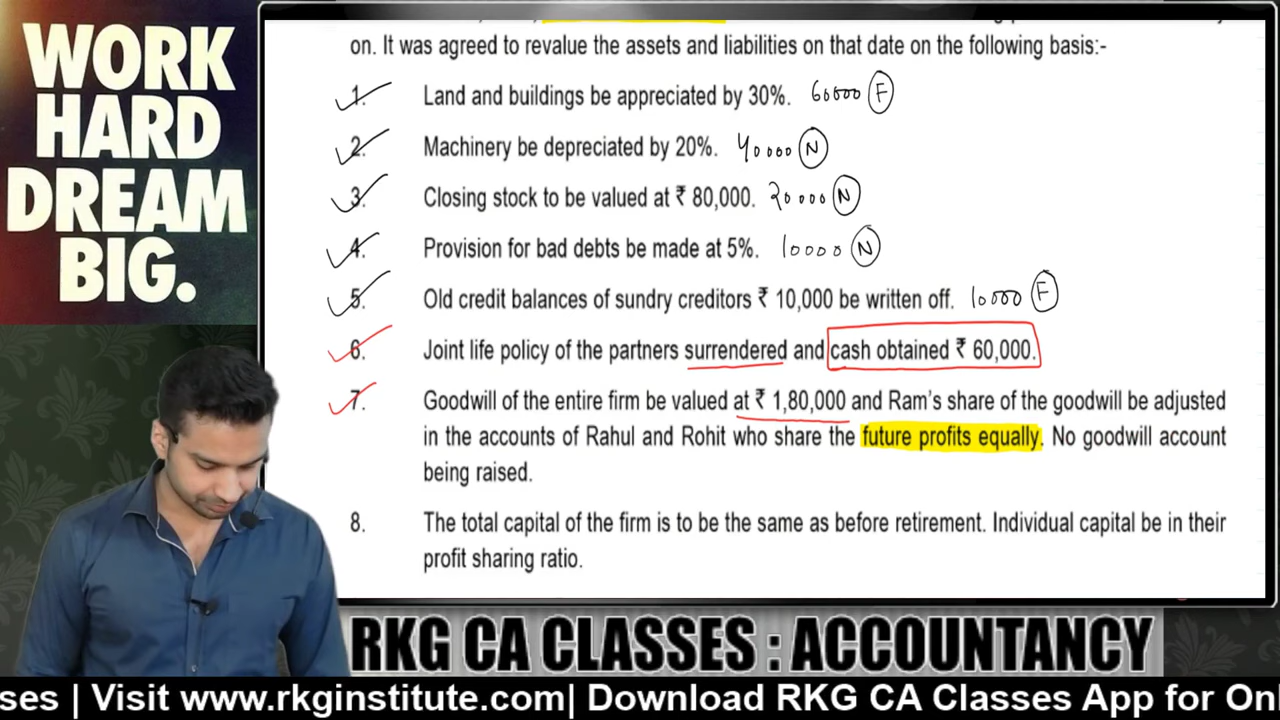 WORK
HARD
DREAM
BIG.
on. It was agreed to revalue the assets and liabilities on that date on the following basis:-
1. Land and buildings be appreciated by 30%. 60000 F
2. Machinery be depreciated by 20%. 40000 N
3. Closing stock to be valued at ₹ 80,000. 20000 N
4. Provision for bad debts be made at 5%. 10000 N
5. Old credit balances of sundry creditors ₹ 10,000 be written off. 10000 F
6. Joint life policy of the partners surrendered and cash obtained ₹ 60,000.
7. Goodwill of the entire firm be valued at ₹ 1,80,000 and Ram's share of the goodwill be adjusted
in the accounts of Rahul and Rohit who share the future profits equally. No goodwill account
being raised.
8. The total capital of the firm is to be the same as before retirement. Individual capital be in their
profit sharing ratio.
RKG CA CLASSES : ACCOUNTANCY
ses | Visit www.rkginstitute.com| Download RKG CA Classes App for Onl